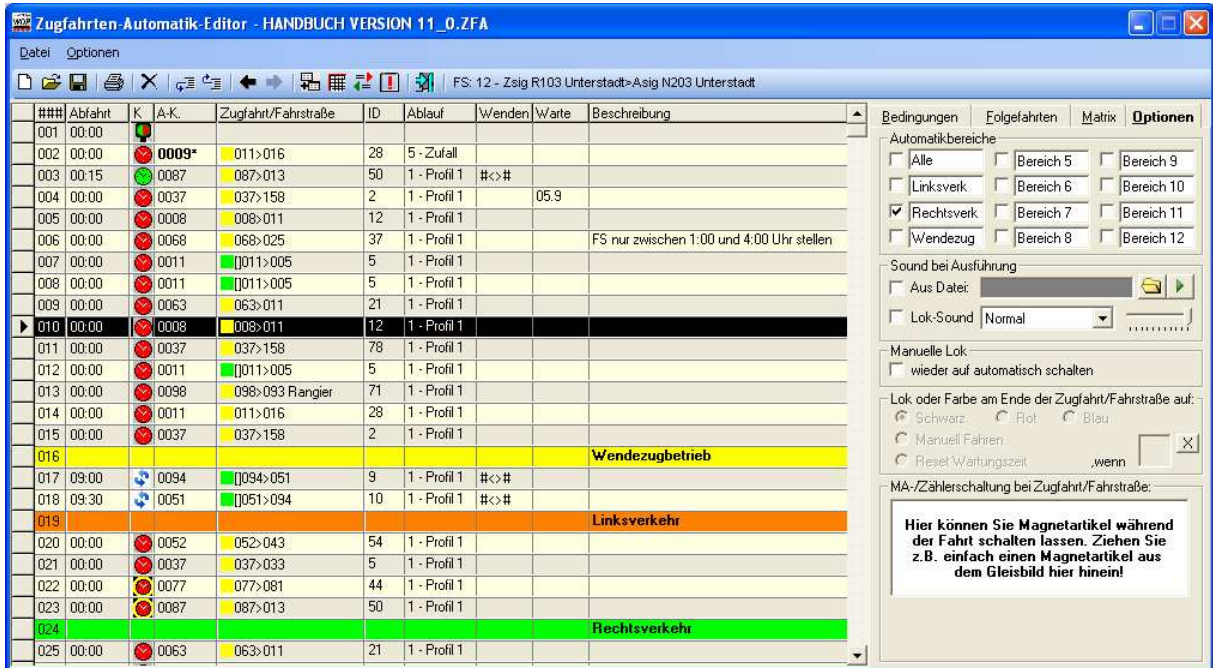 Zugfahrten-Automatik-Editor - HANDBUCH VERSION 11_0.ZFA
Datei Optionen
FS: 12 - Zsig R103 Unterstadt>Asig N203 Unterstadt
### Abfahrt K. A-K. Zugfahrt/Fahrstraße ID Ablauf Wenden Warte Beschreibung
001 00:00
002 00:00 0009* 011>016 28 5 - Zufall
003 00:15 0087 087>013 50 1 - Profil 1 #<>#
004 00:00 0037 037>158 2 1 - Profil 1 05.9
005 00:00 0008 008>011 12 1 - Profil 1
006 00:00 0068 068>025 37 1 - Profil 1 FS nur zwischen 1:00 und 4:00 Uhr stellen
007 00:00 0011 []011>005 5 1 - Profil 1
008 00:00 0011 []011>005 5 1 - Profil 1
009 00:00 0063 063>011 21 1 - Profil 1
010 00:00 0008 008>011 12 1 - Profil 1
011 00:00 0037 037>158 78 1 - Profil 1
012 00:00 0011 []011>005 5 1 - Profil 1
013 00:00 0098 098>093 Rangier 71 1 - Profil 1
014 00:00 0011 011>016 28 1 - Profil 1
015 00:00 0037 037>158 2 1 - Profil 1
016 Wendezugbetrieb
017 09:00 0094 []094>051 9 1 - Profil 1 #<>#
018 09:30 0051 []051>094 10 1 - Profil 1 #<>#
019 Linksverkehr
020 00:00 0052 052>043 54 1 - Profil 1
021 00:00 0037 037>033 5 1 - Profil 1
022 00:00 0077 077>081 44 1 - Profil 1
023 00:00 0087 087>013 50 1 - Profil 1
024 Rechtsverkehr
025 00:00 0063 063>011 21 1 - Profil 1
Bedingungen Folgefahrten Matrix Optionen
Automatikbereiche
Alle Bereich 5 Bereich 9
Linksverk Bereich 6 Bereich 10
Rechtsverk Bereich 7 Bereich 11
Wendezug Bereich 8 Bereich 12
Sound bei Ausführung
Aus Datei:
Lok-Sound Normal
Manuelle Lok
wieder auf automatisch schalten
Lok oder Farbe am Ende der Zugfahrt/Fahrstraße auf:
Schwarz Rot Blau
Manuell Fahren
Reset Wartungszeit ,wenn X
MA-/Zählerschaltung bei Zugfahrt/Fahrstraße:
Hier können Sie Magnetartikel während
der Fahrt schalten lassen. Ziehen Sie
z.B. einfach einen Magnetartikel aus
dem Gleisbild hier hinein!